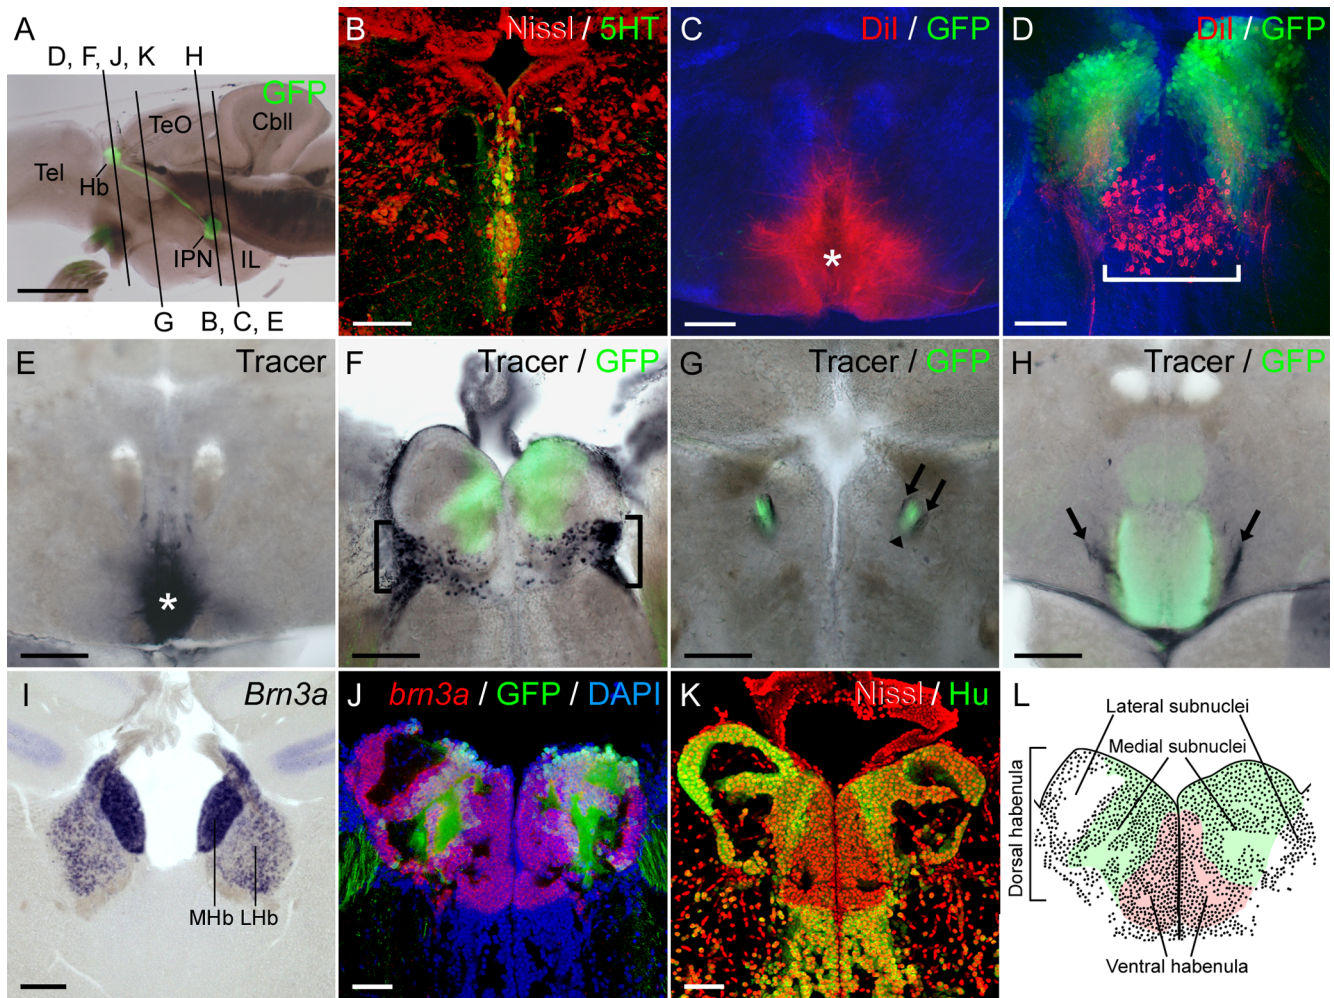 A
D, F, J, K
H
GFP
TeO
Cbll
Tel
Hb
IPN
IL
G
B, C, E
B
Nissl / 5HT
C
DiI / GFP
*
D
DiI / GFP
E
Tracer
*
F
Tracer / GFP
G
Tracer / GFP
H
Tracer / GFP
I
Brn3a
MHb
LHb
J
brn3a / GFP / DAPI
K
Nissl / Hu
L
Lateral subnuclei
Medial subnuclei
Dorsal habenula
Ventral habenula